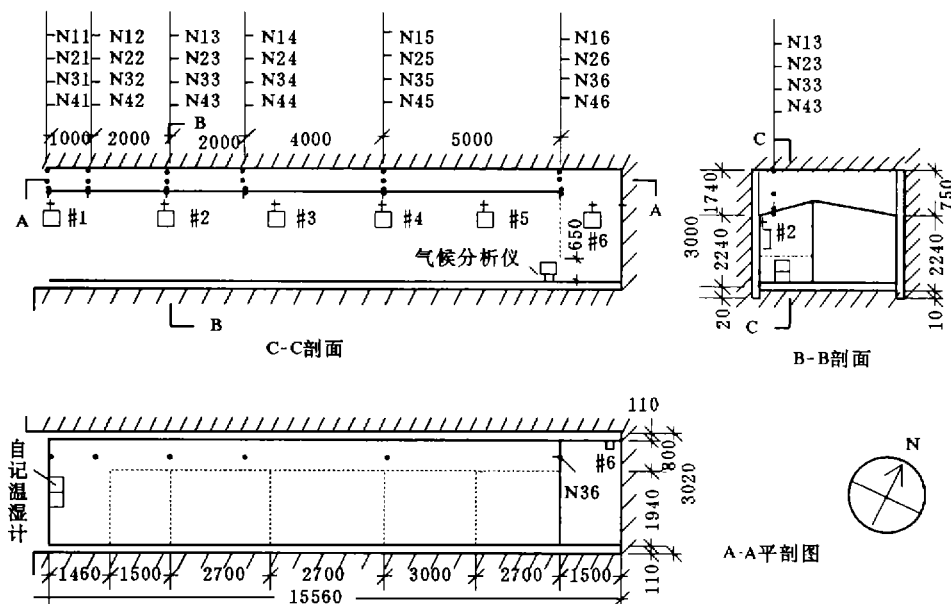 N11 N12 N13 N14 N15 N16
N21 N22 N23 N24 N25 N26
N31 N32 N33 N34 N35 N36
N41 N42 N43 N44 N45 N46
1000 2000 B 2000 4000 5000
A #1 #2 #3 #4 #5 #6 A
650
气候分析仪
B
C-C剖面
N13
N23
N33
N43
C
1740 750
3000 2240 #2 2240
20 10
C
B-B剖面
110
自记温湿计
#6
800
3020
N36
1940
110
N
A-A平剖图
1460 1500 2700 2700 3000 2700 1500
15560